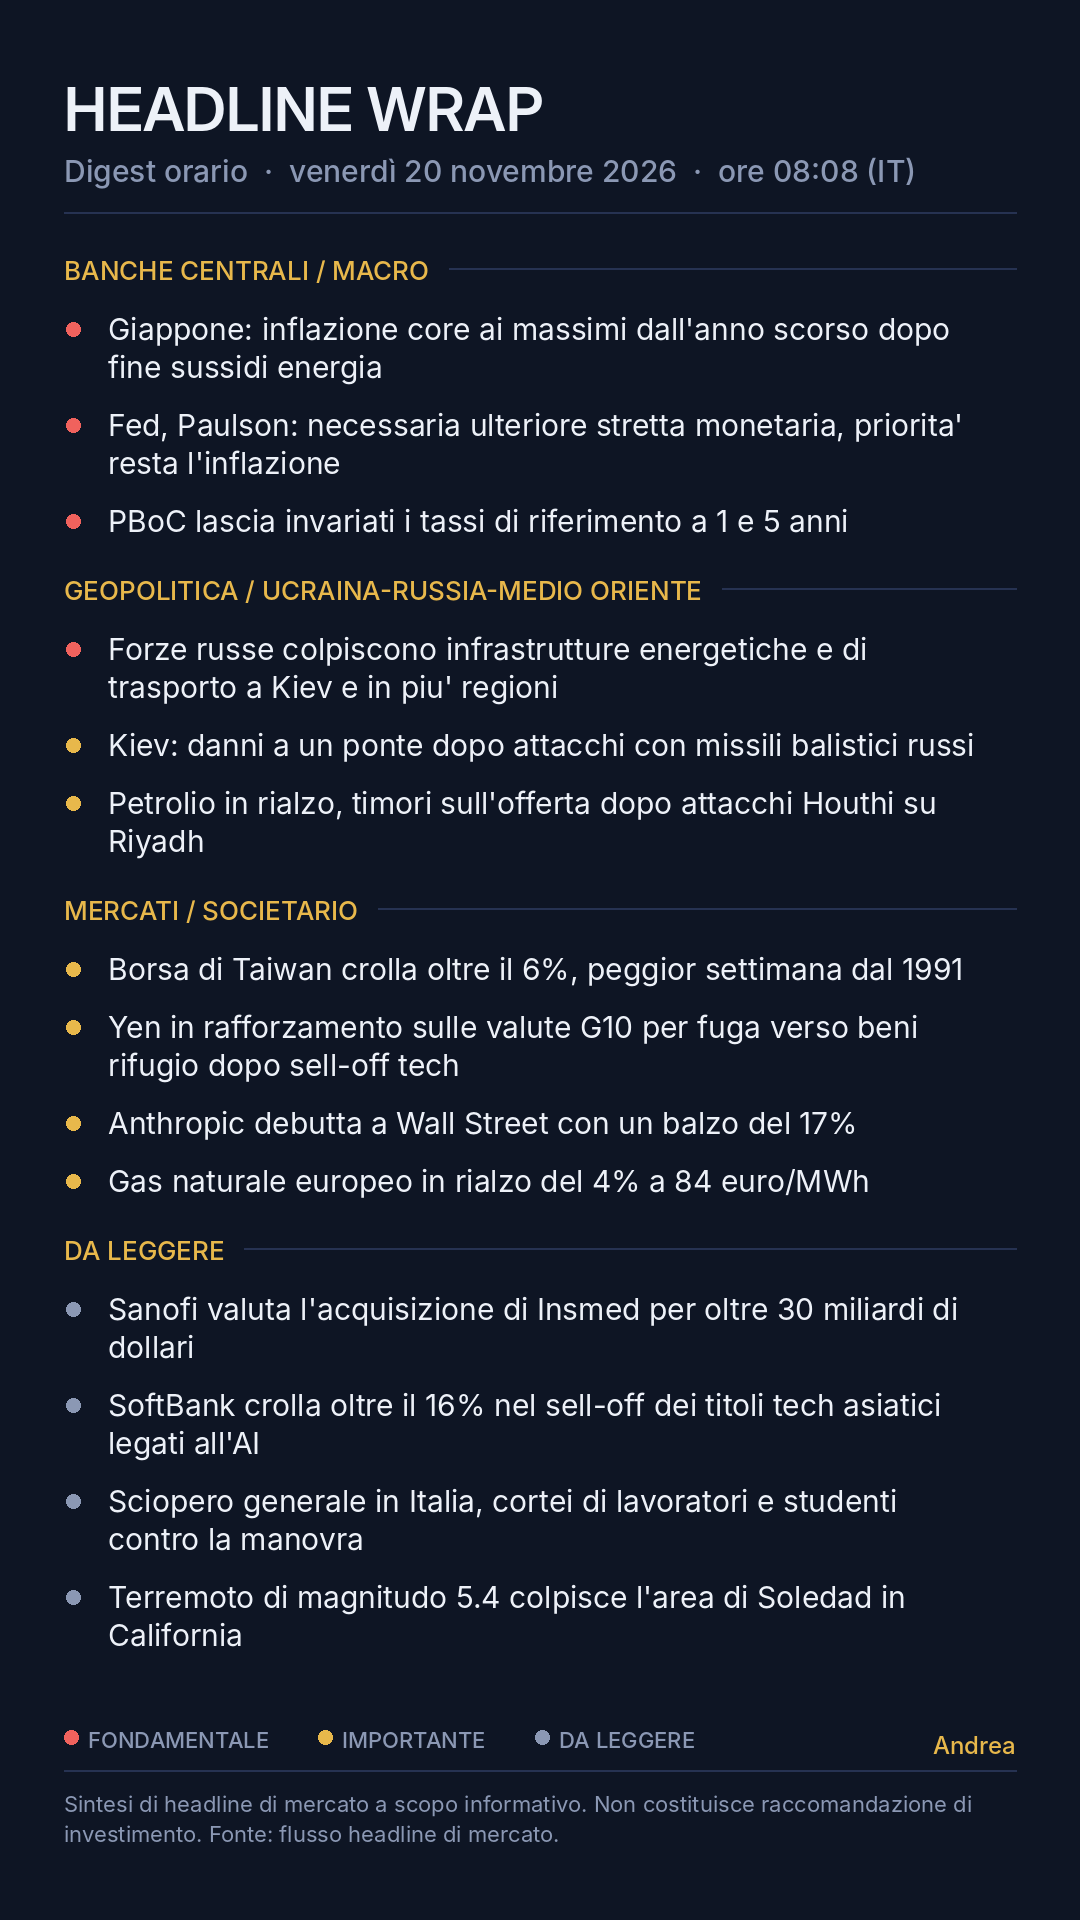 HEADLINE WRAP
Digest orario · venerdì 20 novembre 2026 · ore 08:08 (IT)
BANCHE CENTRALI / MACRO
Giappone: inflazione core ai massimi dall'anno scorso dopo
fine sussidi energia
Fed, Paulson: necessaria ulteriore stretta monetaria, priorita'
resta l'inflazione
PBoC lascia invariati i tassi di riferimento a 1 e 5 anni
GEOPOLITICA / UCRAINA-RUSSIA-MEDIO ORIENTE
Forze russe colpiscono infrastrutture energetiche e di
trasporto a Kiev e in piu' regioni
Kiev: danni a un ponte dopo attacchi con missili balistici russi
Petrolio in rialzo, timori sull'offerta dopo attacchi Houthi su
Riyadh
MERCATI / SOCIETARIO
Borsa di Taiwan crolla oltre il 6%, peggior settimana dal 1991
Yen in rafforzamento sulle valute G10 per fuga verso beni
rifugio dopo sell-off tech
Anthropic debutta a Wall Street con un balzo del 17%
Gas naturale europeo in rialzo del 4% a 84 euro/MWh
DA LEGGERE
Sanofi valuta l'acquisizione di Insmed per oltre 30 miliardi di
dollari
SoftBank crolla oltre il 16% nel sell-off dei titoli tech asiatici
legati all'AI
Sciopero generale in Italia, cortei di lavoratori e studenti
contro la manovra
Terremoto di magnitudo 5.4 colpisce l'area di Soledad in
California
FONDAMENTALE IMPORTANTE DA LEGGERE
Andrea
Sintesi di headline di mercato a scopo informativo. Non costituisce raccomandazione di
investimento. Fonte: flusso headline di mercato.